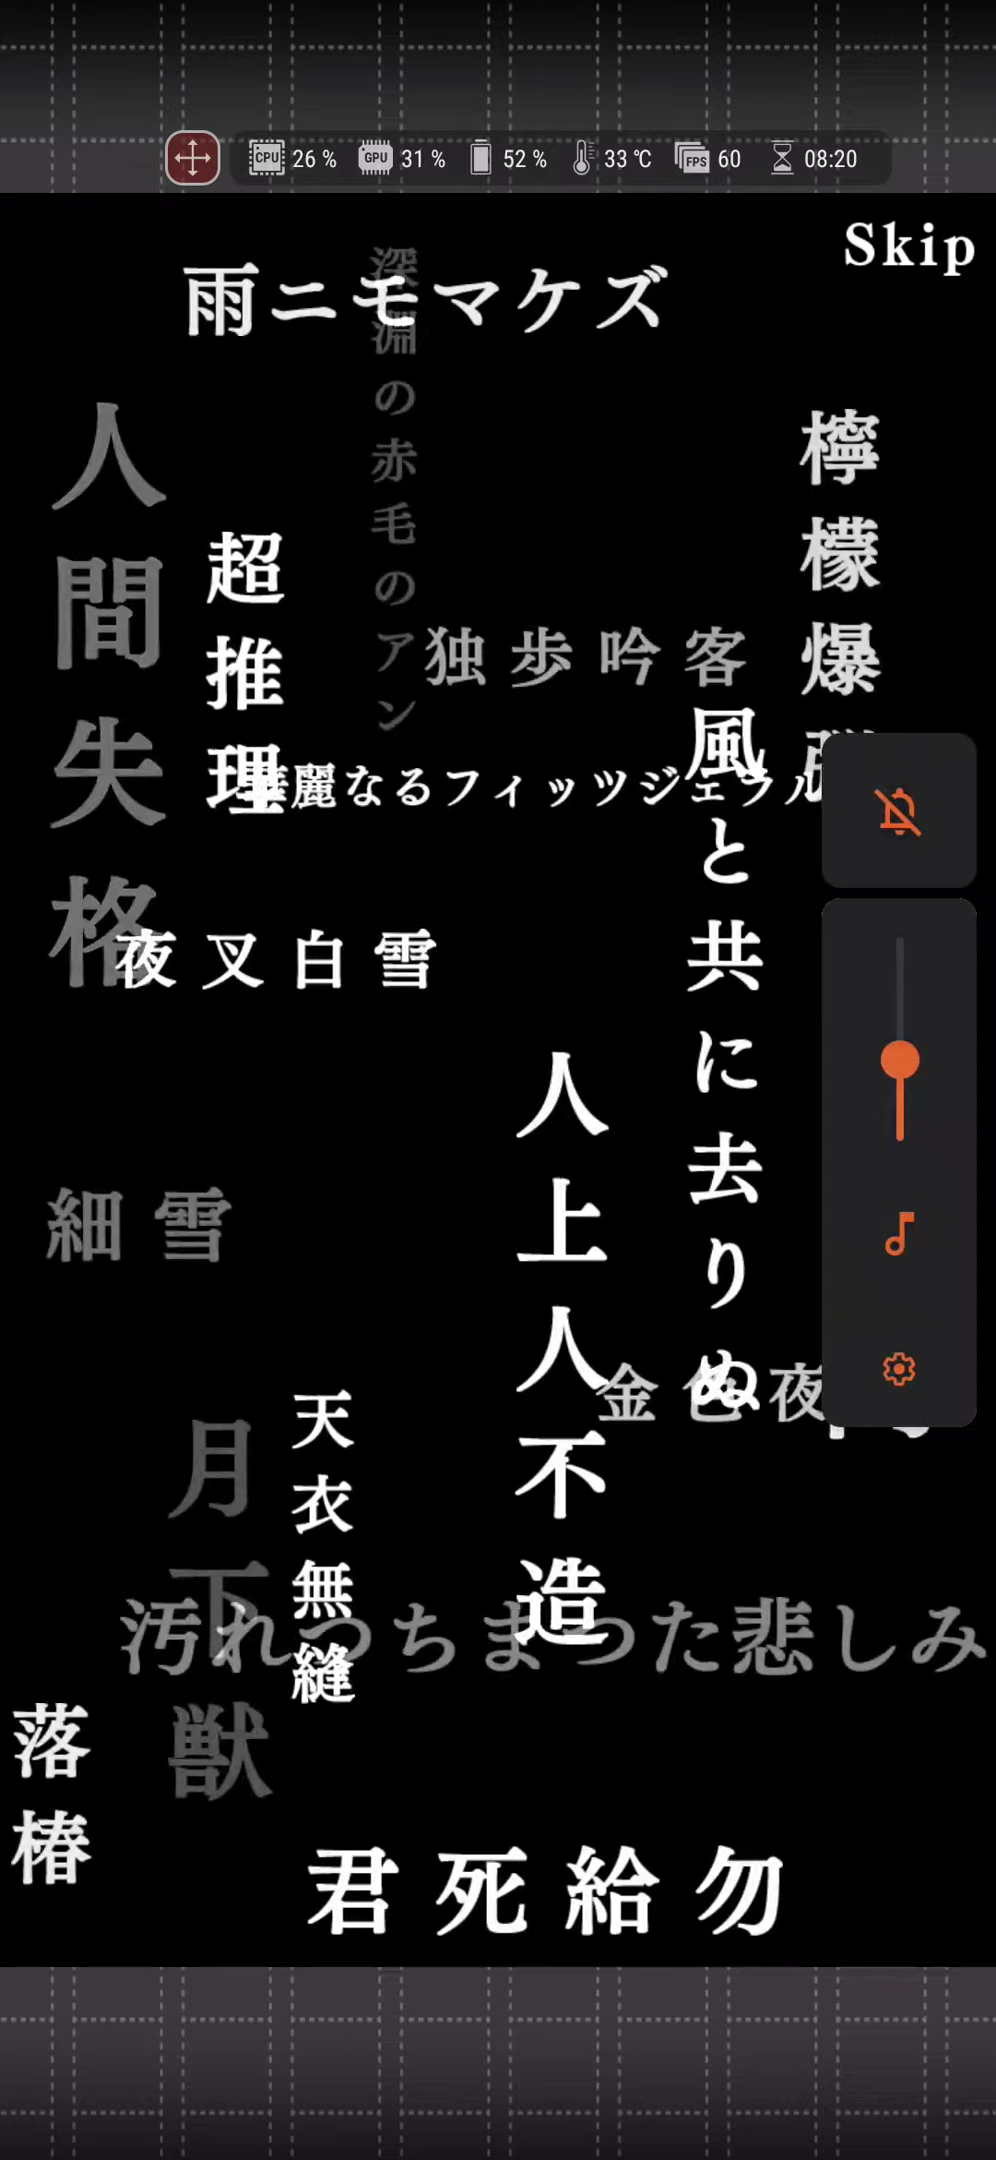 CPU 26 % GPU 31 % 52 % 33 ℃ FPS 60 08:20
Skip
雨ニモマケズ
深淵の赤毛のアン
人間失格
檸檬爆弾
超推理
独歩吟客
風と共に去りぬ
華麗なるフィッツジェラル
夜叉白雪
人上人不造
細雪
金色夜
天衣無縫
月下獣
汚れつちまつた悲しみ
落椿
君死給勿